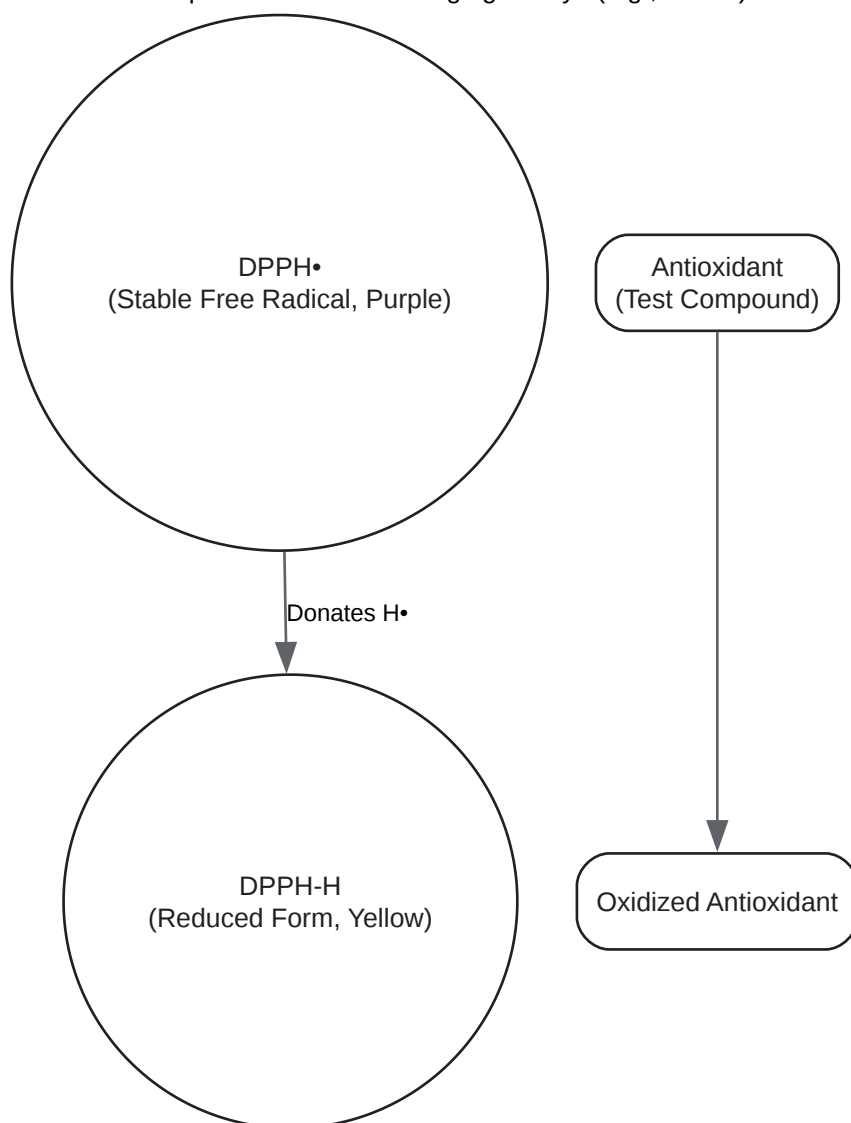 DPPH•
(Stable Free Radical, Purple)
Antioxidant
(Test Compound)
Donates H•
DPPH-H
(Reduced Form, Yellow)
Oxidized Antioxidant